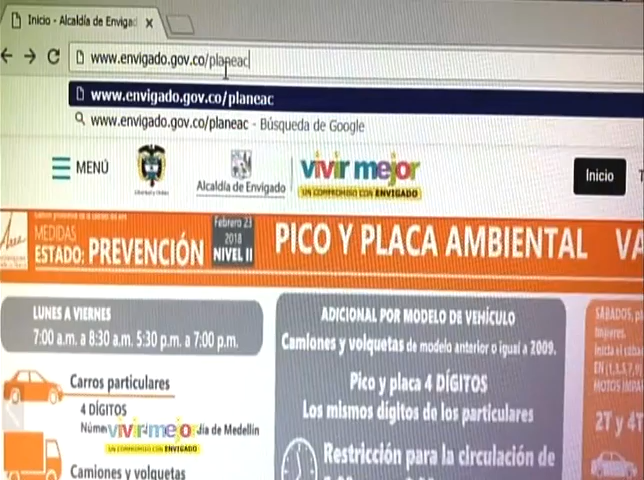 Inicio - Alcaldía de Envigad
www.envigado.gov.co/planeac
www.envigado.gov.co/planeac
www.envigado.gov.co/planeac - Búsqueda de Google
MENÚ
Alcaldía de Envigado
vivir mejor
UN COMPROMISO CON ENVIGADO
Inicio
MEDIDAS
ESTADO: PREVENCIÓN
Febrero 23
2018
NIVEL II
PICO Y PLACA AMBIENTAL
LUNES A VIERNES
7:00 a.m. a 8:30 a.m. 5:30 p.m. a 7:00 p.m.
Carros particulares
4 DÍGITOS
día de Medellín
vivir mejor
UN COMPROMISO CON ENVIGADO
Camiones y volquetas
ADICIONAL POR MODELO DE VEHÍCULO
Camiones y volquetas de modelo anterior o igual a 2009.
Pico y placa 4 DÍGITOS
Los mismos dígitos de los particulares
Restricción para la circulación de
SÁBADOS,
2T y 4T